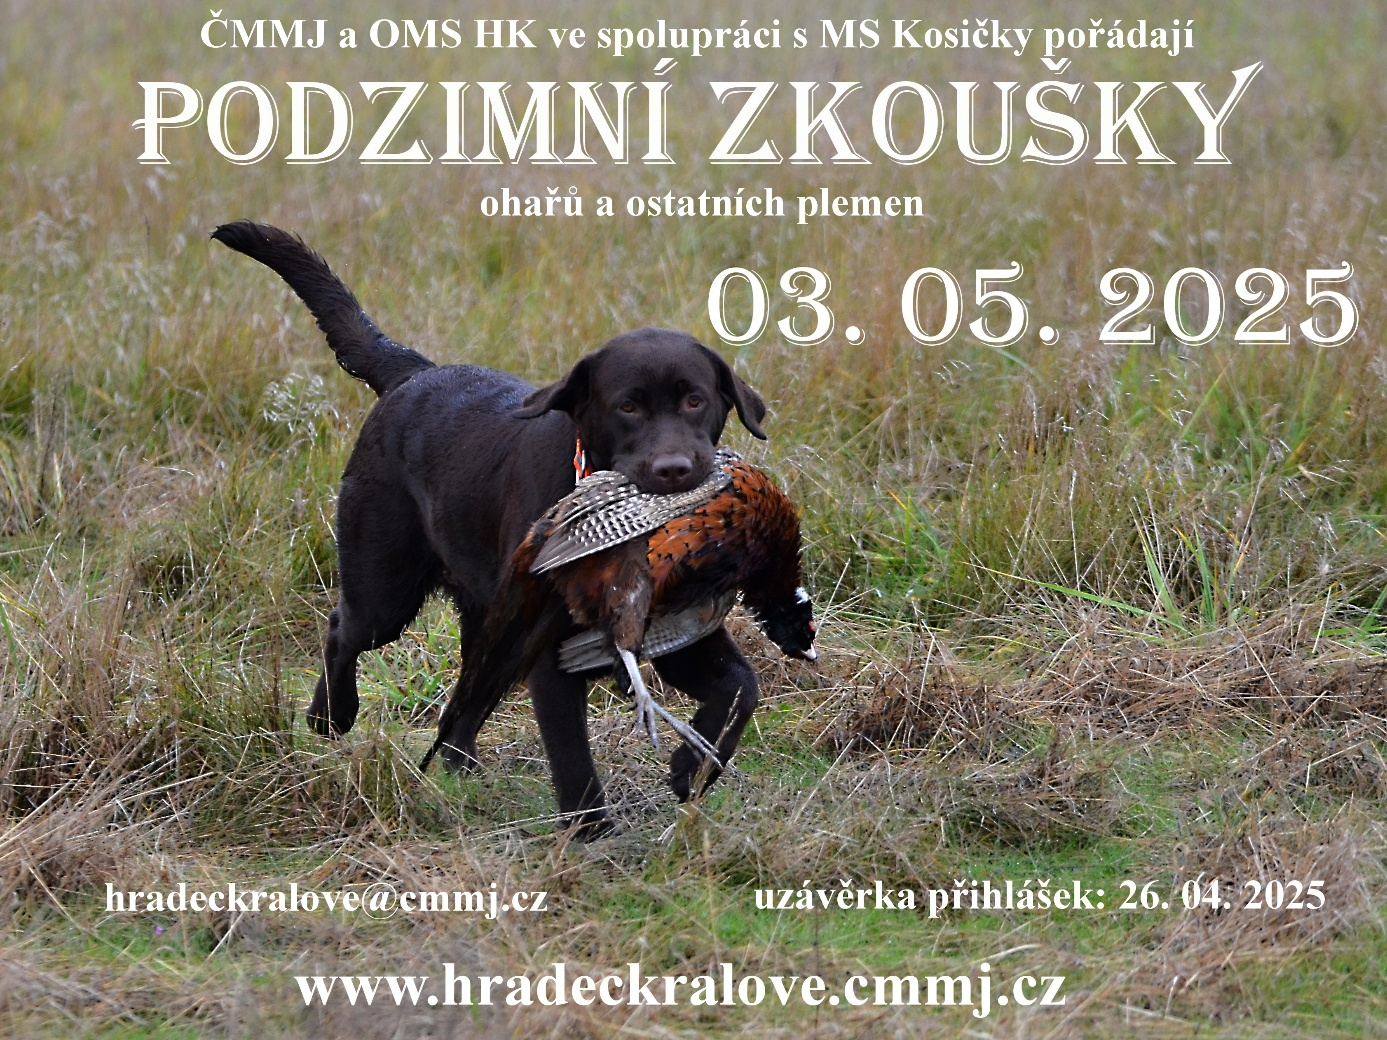 ČMMJ a OMS HK ve spolupráci s MS Kosičky pořádají
PODZIMNÍ ZKOUŠKY
ohařů a ostatních plemen
03. 05. 2025
hradeckralove@cmmj.cz
uzávěrka přihlášek: 26. 04. 2025
www.hradeckralove.cmmj.cz